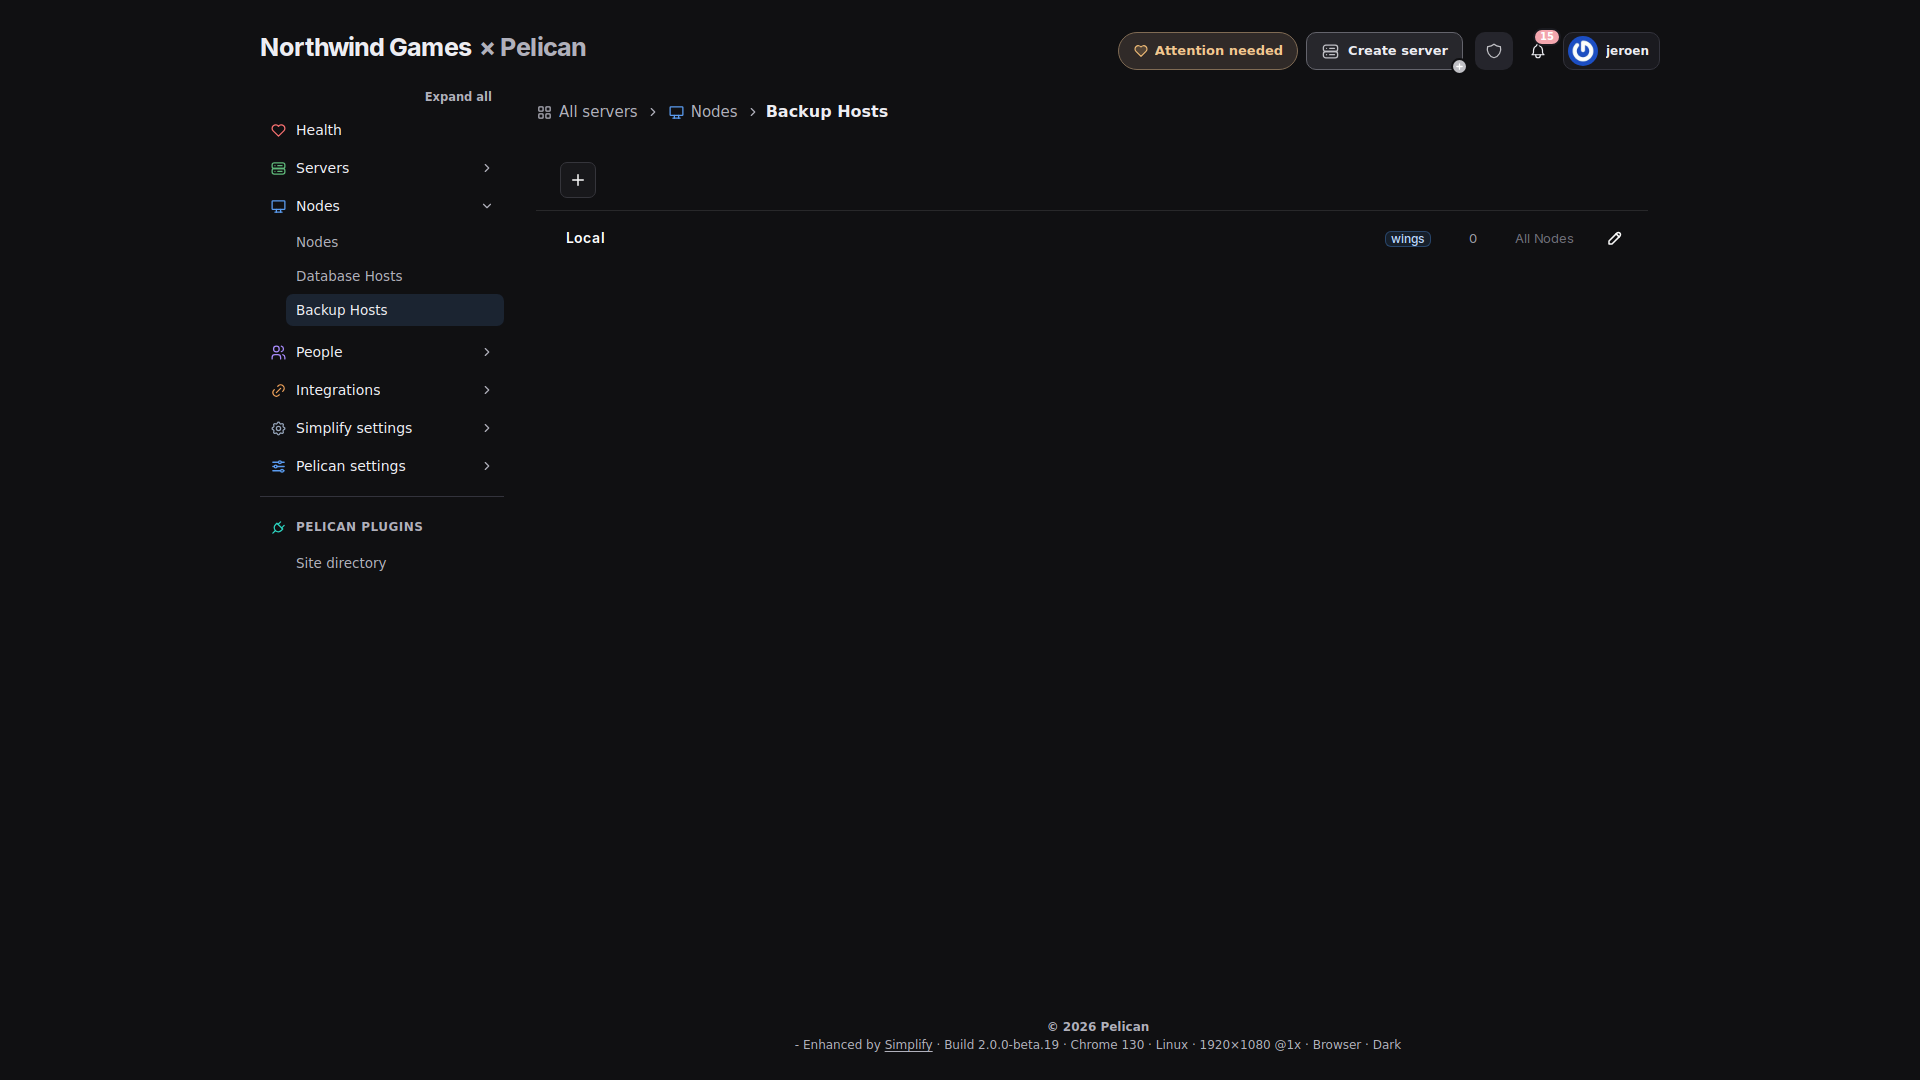 Northwind Games × Pelican
Attention needed
Create server
15
jeroen
Expand all
Health
Servers
Nodes
Nodes
Database Hosts
Backup Hosts
People
Integrations
Simplify settings
Pelican settings
PELICAN PLUGINS
Site directory
All servers > Nodes > Backup Hosts
Local wings 0 All Nodes
© 2026 Pelican
- Enhanced by Simplify · Build 2.0.0-beta.19 · Chrome 130 · Linux · 1920×1080 @1x · Browser · Dark